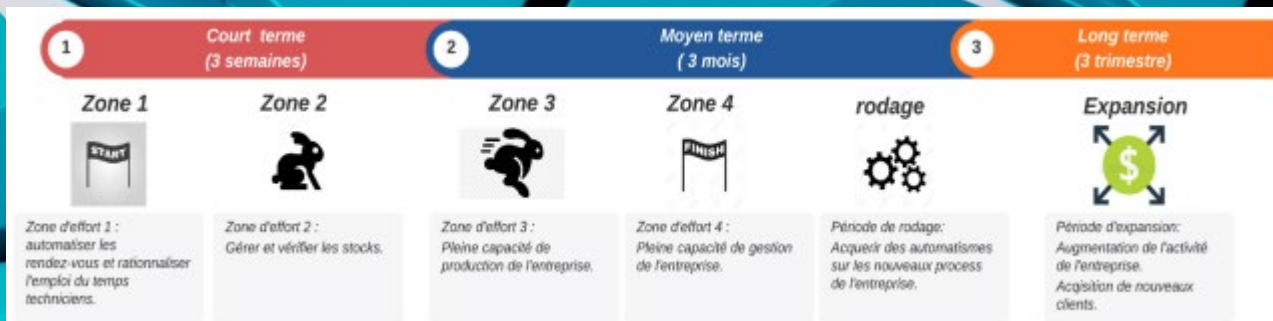 1
Court terme
(3 semaines)
2
Moyen terme
( 3 mois)
3
Long terme
(3 trimestre)
Zone 1
Zone 2
Zone 3
Zone 4
rodage
Expansion
START
FINISH
$
Zone d'effort 1 :
automatiser les
rendez-vous et rationnaliser
l'emploi du temps
techniciens.
Zone d'effort 2 :
Gérer et vérifier les stocks.
Zone d'effort 3 :
Pleine capacité de
production de l'entreprise.
Zone d'effort 4 :
Pleine capacité de gestion
de l'entreprise.
Période de rodage:
Acquerir des automatismes
sur les nouveaux process
de l'entreprise.
Période d'expansion:
Augmentation de l'activité
de l'entreprise.
Acqisition de nouveaux
clients.